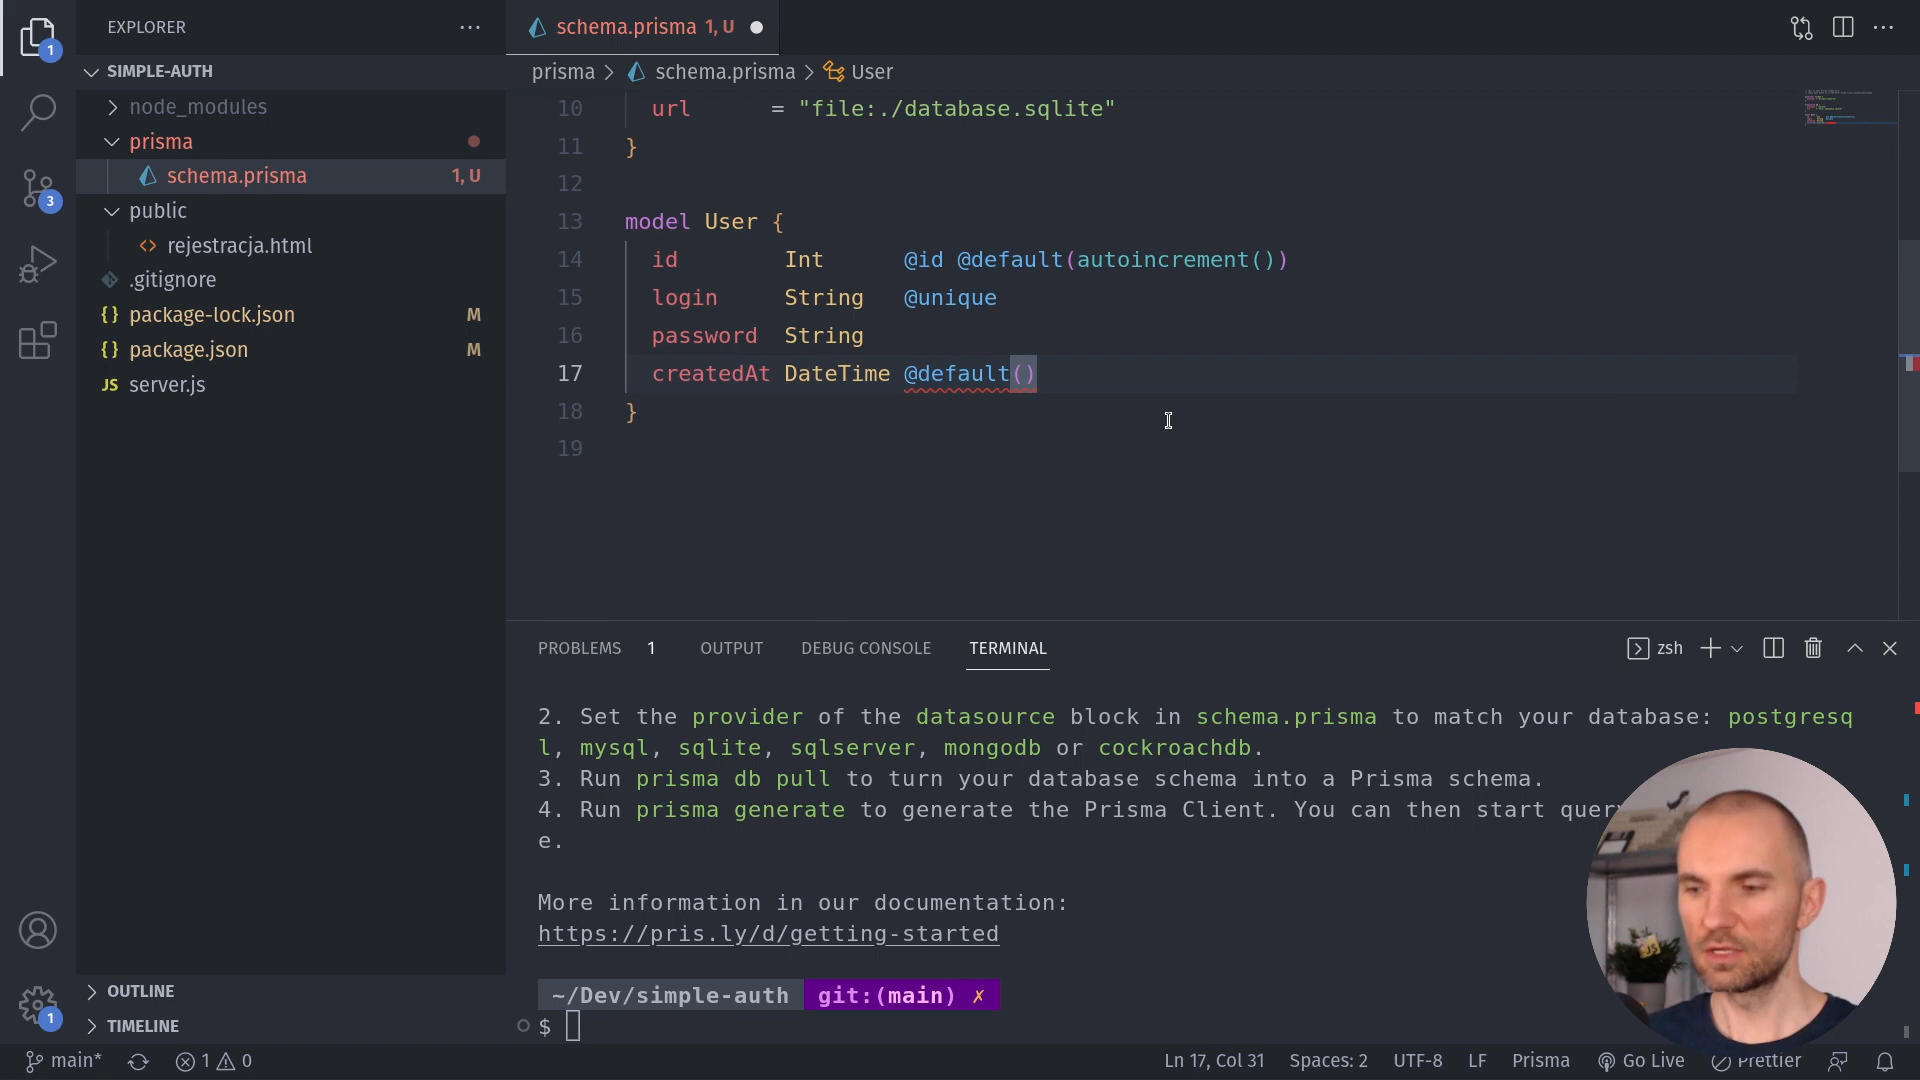 1
EXPLORER
SIMPLE-AUTH
node_modules
prisma
schema.prisma 1, U
public
rejestracja.html
.gitignore
package-lock.json M
package.json M
JS server.js
3
1
OUTLINE
TIMELINE
schema.prisma 1, U
prisma > schema.prisma > User
10 url = "file:./database.sqlite"
11 }
12
13 model User {
14 id Int @id @default(autoincrement())
15 login String @unique
16 password String
17 createdAt DateTime @default()
18 }
19
PROBLEMS 1 OUTPUT DEBUG CONSOLE TERMINAL zsh
2. Set the provider of the datasource block in schema.prisma to match your database: postgresq
l, mysql, sqlite, sqlserver, mongodb or cockroachdb.
3. Run prisma db pull to turn your database schema into a Prisma schema.
4. Run prisma generate to generate the Prisma Client. You can then start
e.
More information in our documentation:
https://pris.ly/d/getting-started
~/Dev/simple-auth git:(main) ✗
$
main* 1 0 Ln 17, Col 31 Spaces: 2 UTF-8 LF Prisma Go Live Prettier